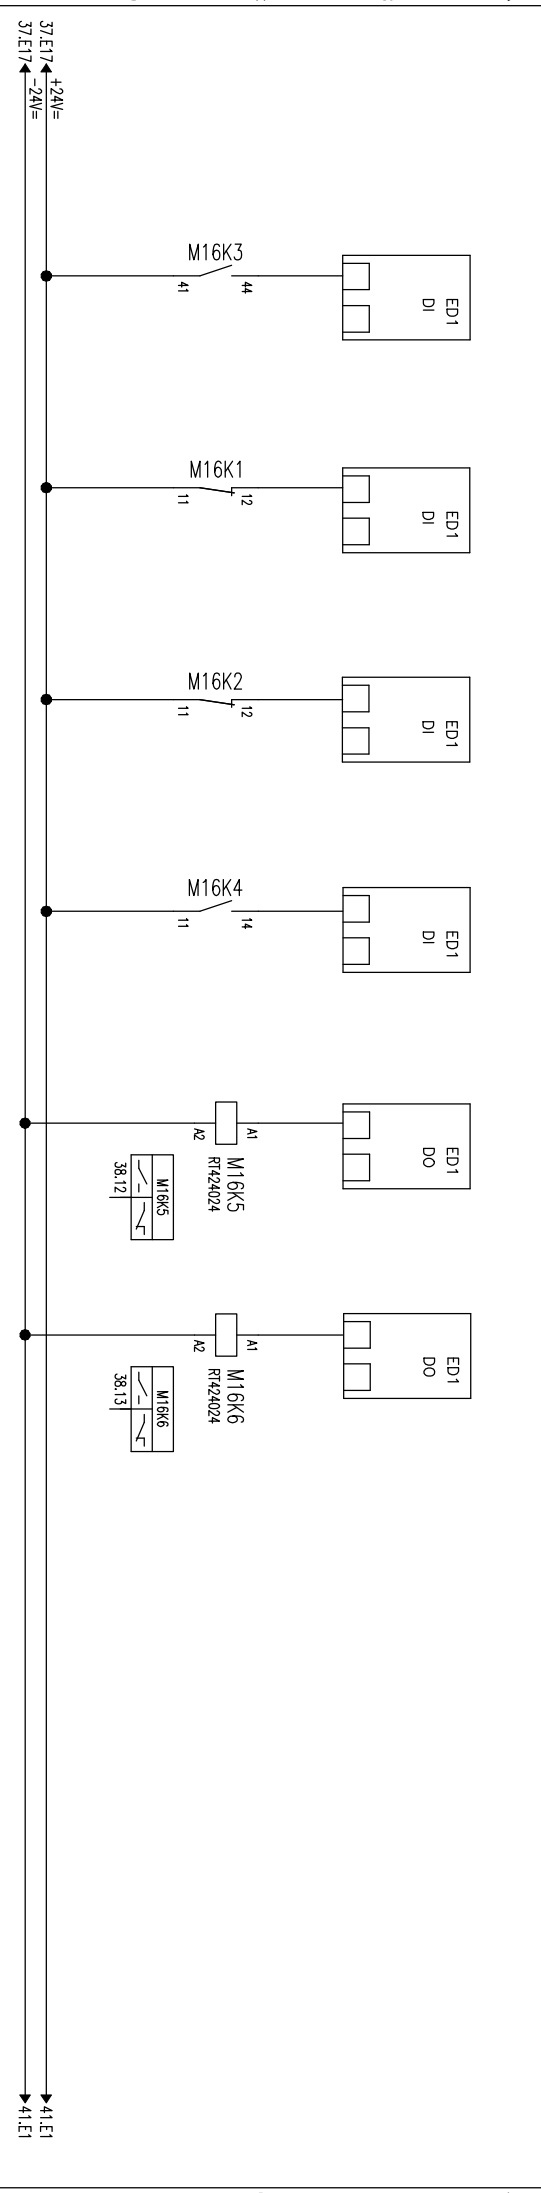 37.E17
37.E17
+24V=
-24V=
M16K3
41
44
ED1
DI
M16K1
11
12
ED1
DI
M16K2
11
12
ED1
DI
M16K4
11
14
ED1
DI
A2
A1
M16K5
RT424024
ED1
DO
M16K5
38.12
A2
A1
M16K6
RT424024
ED1
DO
M16K6
38.13
41.E1
41.E1